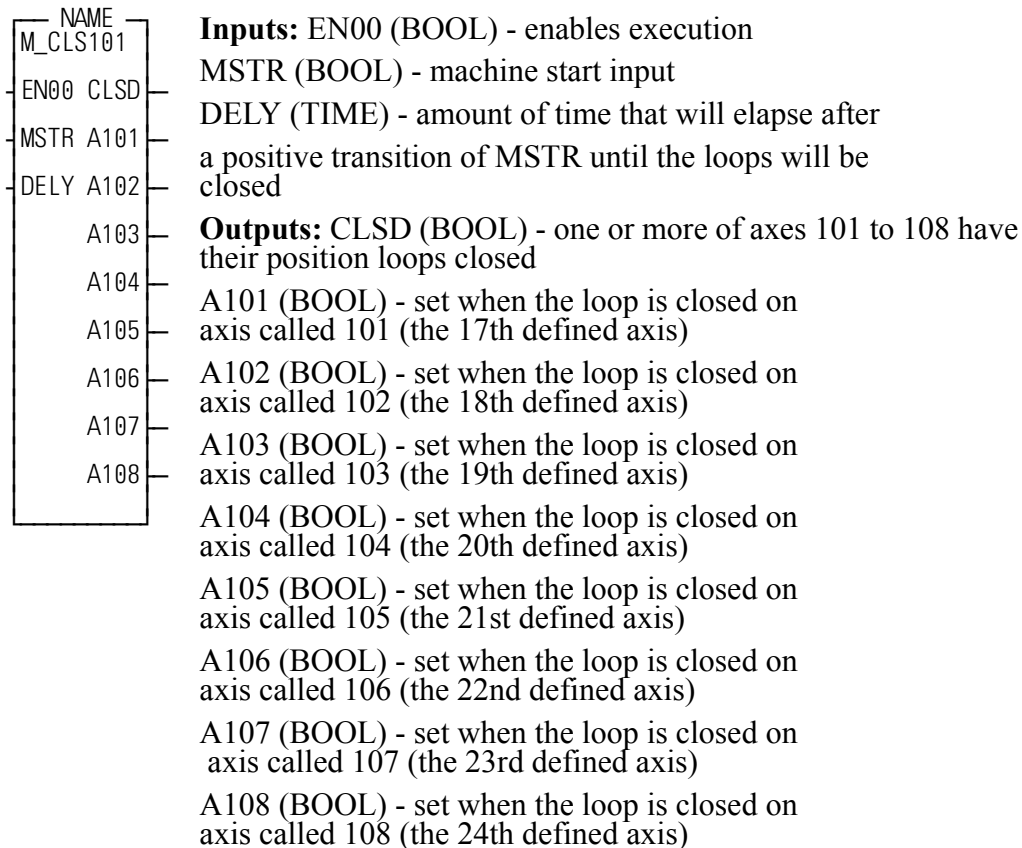 NAME
M_CLS101
EN00 CLSD
MSTR A101
DELY A102
A103
A104
A105
A106
A107
A108
Inputs: EN00 (BOOL) - enables execution
MSTR (BOOL) - machine start input
DELY (TIME) - amount of time that will elapse after
a positive transition of MSTR until the loops will be
closed
Outputs: CLSD (BOOL) - one or more of axes 101 to 108 have
their position loops closed
A101 (BOOL) - set when the loop is closed on
axis called 101 (the 17th defined axis)
A102 (BOOL) - set when the loop is closed on
axis called 102 (the 18th defined axis)
A103 (BOOL) - set when the loop is closed on
axis called 103 (the 19th defined axis)
A104 (BOOL) - set when the loop is closed on
axis called 104 (the 20th defined axis)
A105 (BOOL) - set when the loop is closed on
axis called 105 (the 21st defined axis)
A106 (BOOL) - set when the loop is closed on
axis called 106 (the 22nd defined axis)
A107 (BOOL) - set when the loop is closed on
axis called 107 (the 23rd defined axis)
A108 (BOOL) - set when the loop is closed on
axis called 108 (the 24th defined axis)